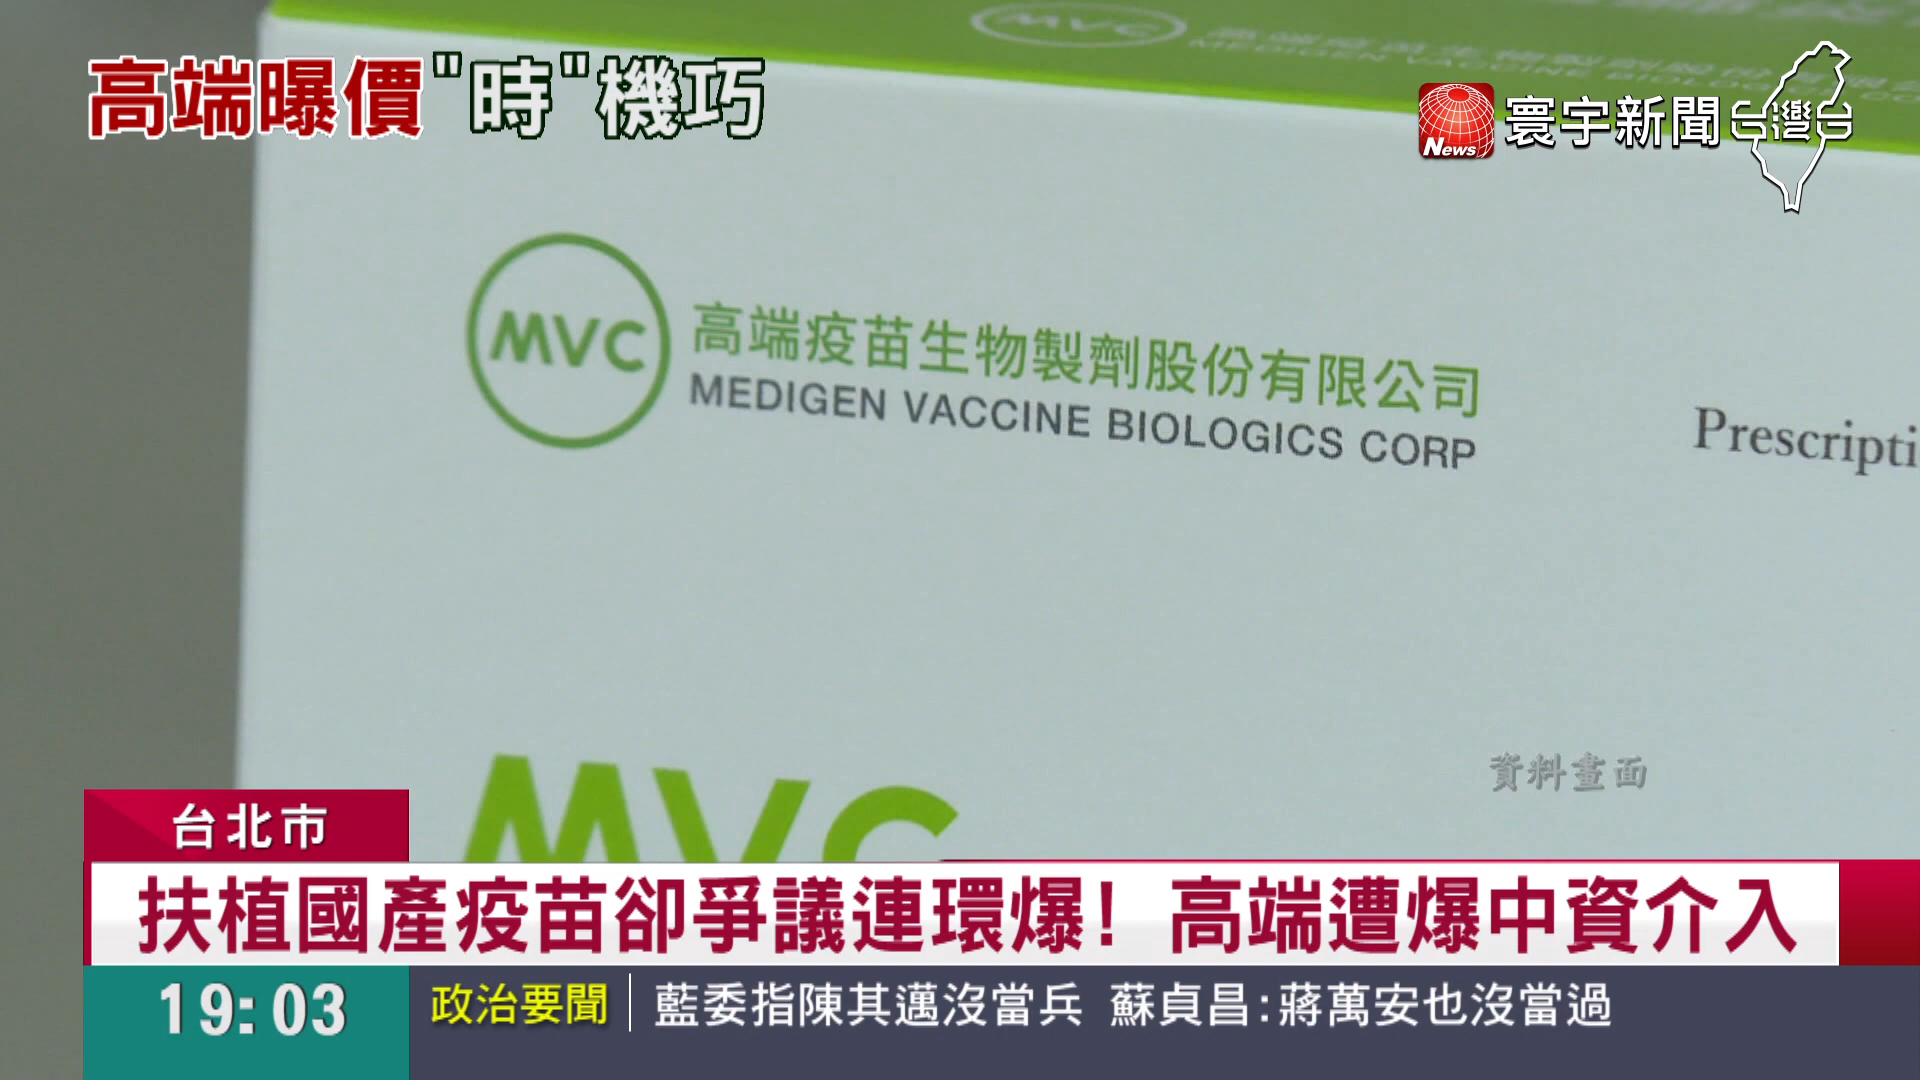 MVC
高端曝價"時"機巧
News 寰宇新聞 台灣台
MVC
高端疫苗生物製劑股份有限公司
MEDIGEN VACCINE BIOLOGICS CORP
Prescripti
資料畫面
MVC
台北市
扶植國產疫苗卻爭議連環爆! 高端遭爆中資介入
19:03
政治要聞
藍委指陳其邁沒當兵 蘇貞昌:蔣萬安也沒當過